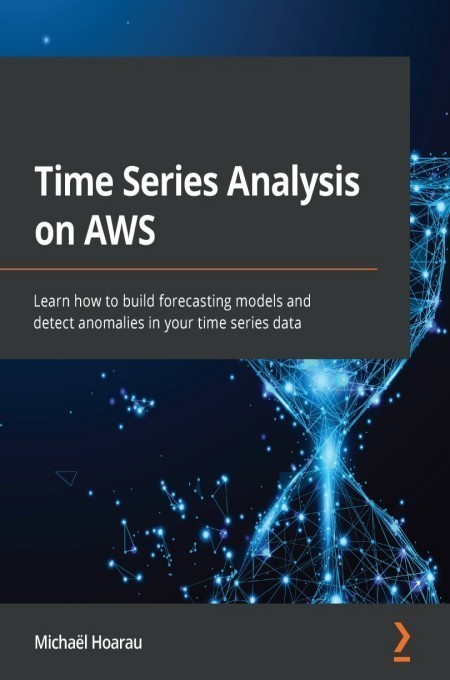 Time Series Analysis
on AWS
Learn how to build forecasting models and
detect anomalies in your time series data
Michaël Hoarau